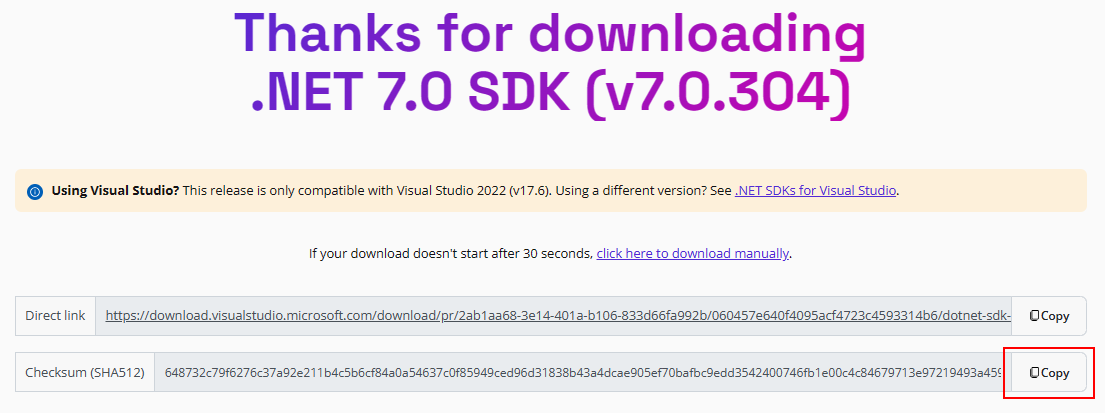 Thanks for downloading
.NET 7.0 SDK (v7.0.304)
Using Visual Studio? This release is only compatible with Visual Studio 2022 (v17.6). Using a different version? See .NET SDKs for Visual Studio.
If your download doesn't start after 30 seconds, click here to download manually.
Direct link https://download.visualstudio.microsoft.com/download/pr/2ab1aa68-3e14-401a-b106-833d66fa992b/060457e640f4095acf4723c4593314b6/dotnet-sdk- Copy
Checksum (SHA512) 648732c79f6276c37a92e211b4c5b6cf84a0a54637c0f85949ced96d31838b43a4dcae905ef70bafbc9edd3542400746fb1e00c4c84679713e97219493a459 Copy